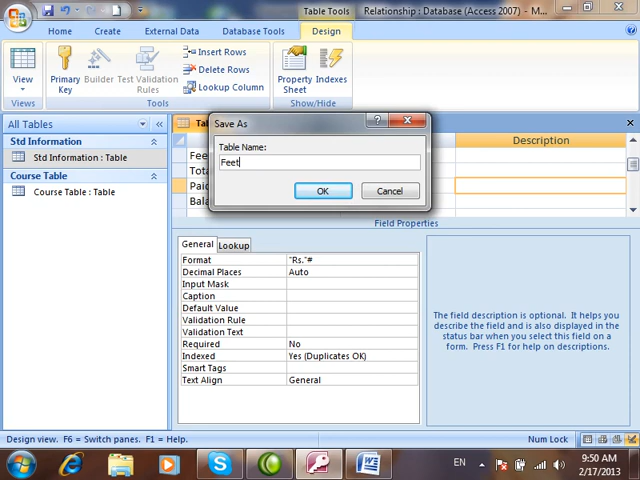 Table Tools
Relationship : Database (Access 2007) - M...
Home
Create
External Data
Database Tools
Design
View
Primary Key
Builder
Test Validation Rules
Insert Rows
Delete Rows
Lookup Column
Property Sheet
Indexes
Views
Tools
Show/Hide
All Tables
Std Information
Std Information : Table
Course Table
Course Table : Table
Save As
Table Name:
Feet
OK
Cancel
Description
Field Properties
General
Lookup
Format "Rs."#
Decimal Places Auto
Input Mask
Caption
Default Value
Validation Rule
Validation Text
Required No
Indexed Yes (Duplicates OK)
Smart Tags
Text Align General
The field description is optional. It helps you
describe the field and is also displayed in the
status bar when you select this field on a
form. Press F1 for help on descriptions.
Design view. F6 = Switch panes. F1 = Help.
Num Lock
EN
9:50 AM
2/17/2013